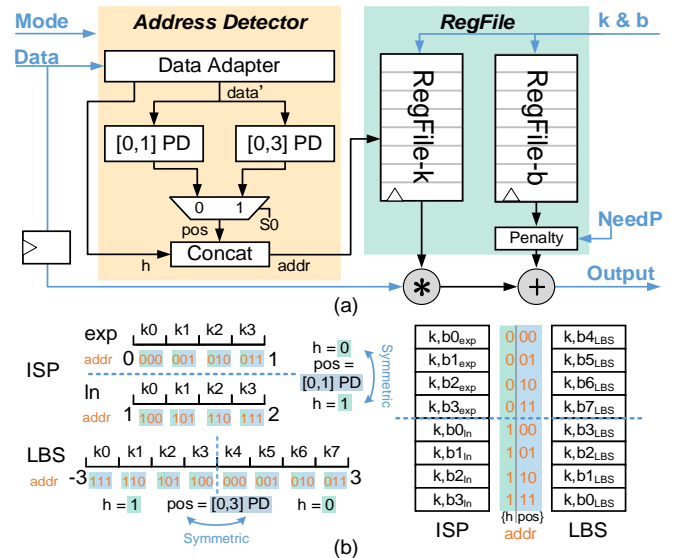 Mode
Address Detector
RegFile
k & b
Data
Data Adapter
data'
[0,1] PD
[0,3] PD
RegFile-k
RegFile-b
0 1
S0
pos
Concat
h
addr
NeedP
Penalty
Output
*
+
(a)
exp
k0 k1 k2 k3
addr
0 000 001 010 011 1
ISP
ln
k0 k1 k2 k3
addr
1 100 101 110 111 2
h = 0
pos =
[0,1] PD
h = 1
Symmetric
LBS
k0 k1 k2 k3 k4 k5 k6 k7
addr
-3 111 110 101 100 000 001 010 011 3
h = 1 pos = [0,3] PD h = 0
Symmetric
k,b0exp 0 00 k,b4LBS
k,b1exp 0 01 k,b5LBS
k,b2exp 0 10 k,b6LBS
k,b3exp 0 11 k,b7LBS
k,b0ln 1 00 k,b3LBS
k,b1ln 1 01 k,b2LBS
k,b2ln 1 10 k,b1LBS
k,b3ln 1 11 k,b0LBS
ISP {h pos} LBS
addr
(b)